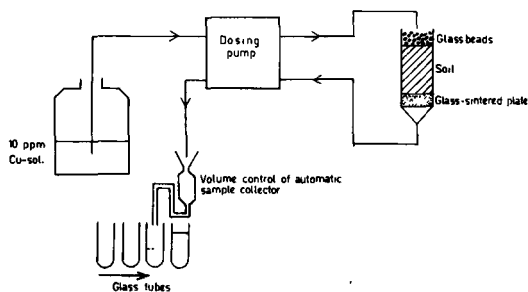 Dosing
pump
Glass beads
Soil
Glass-sintered plate
10 ppm
Cu-sol.
Volume control of automatic
sample collector
Glass tubes